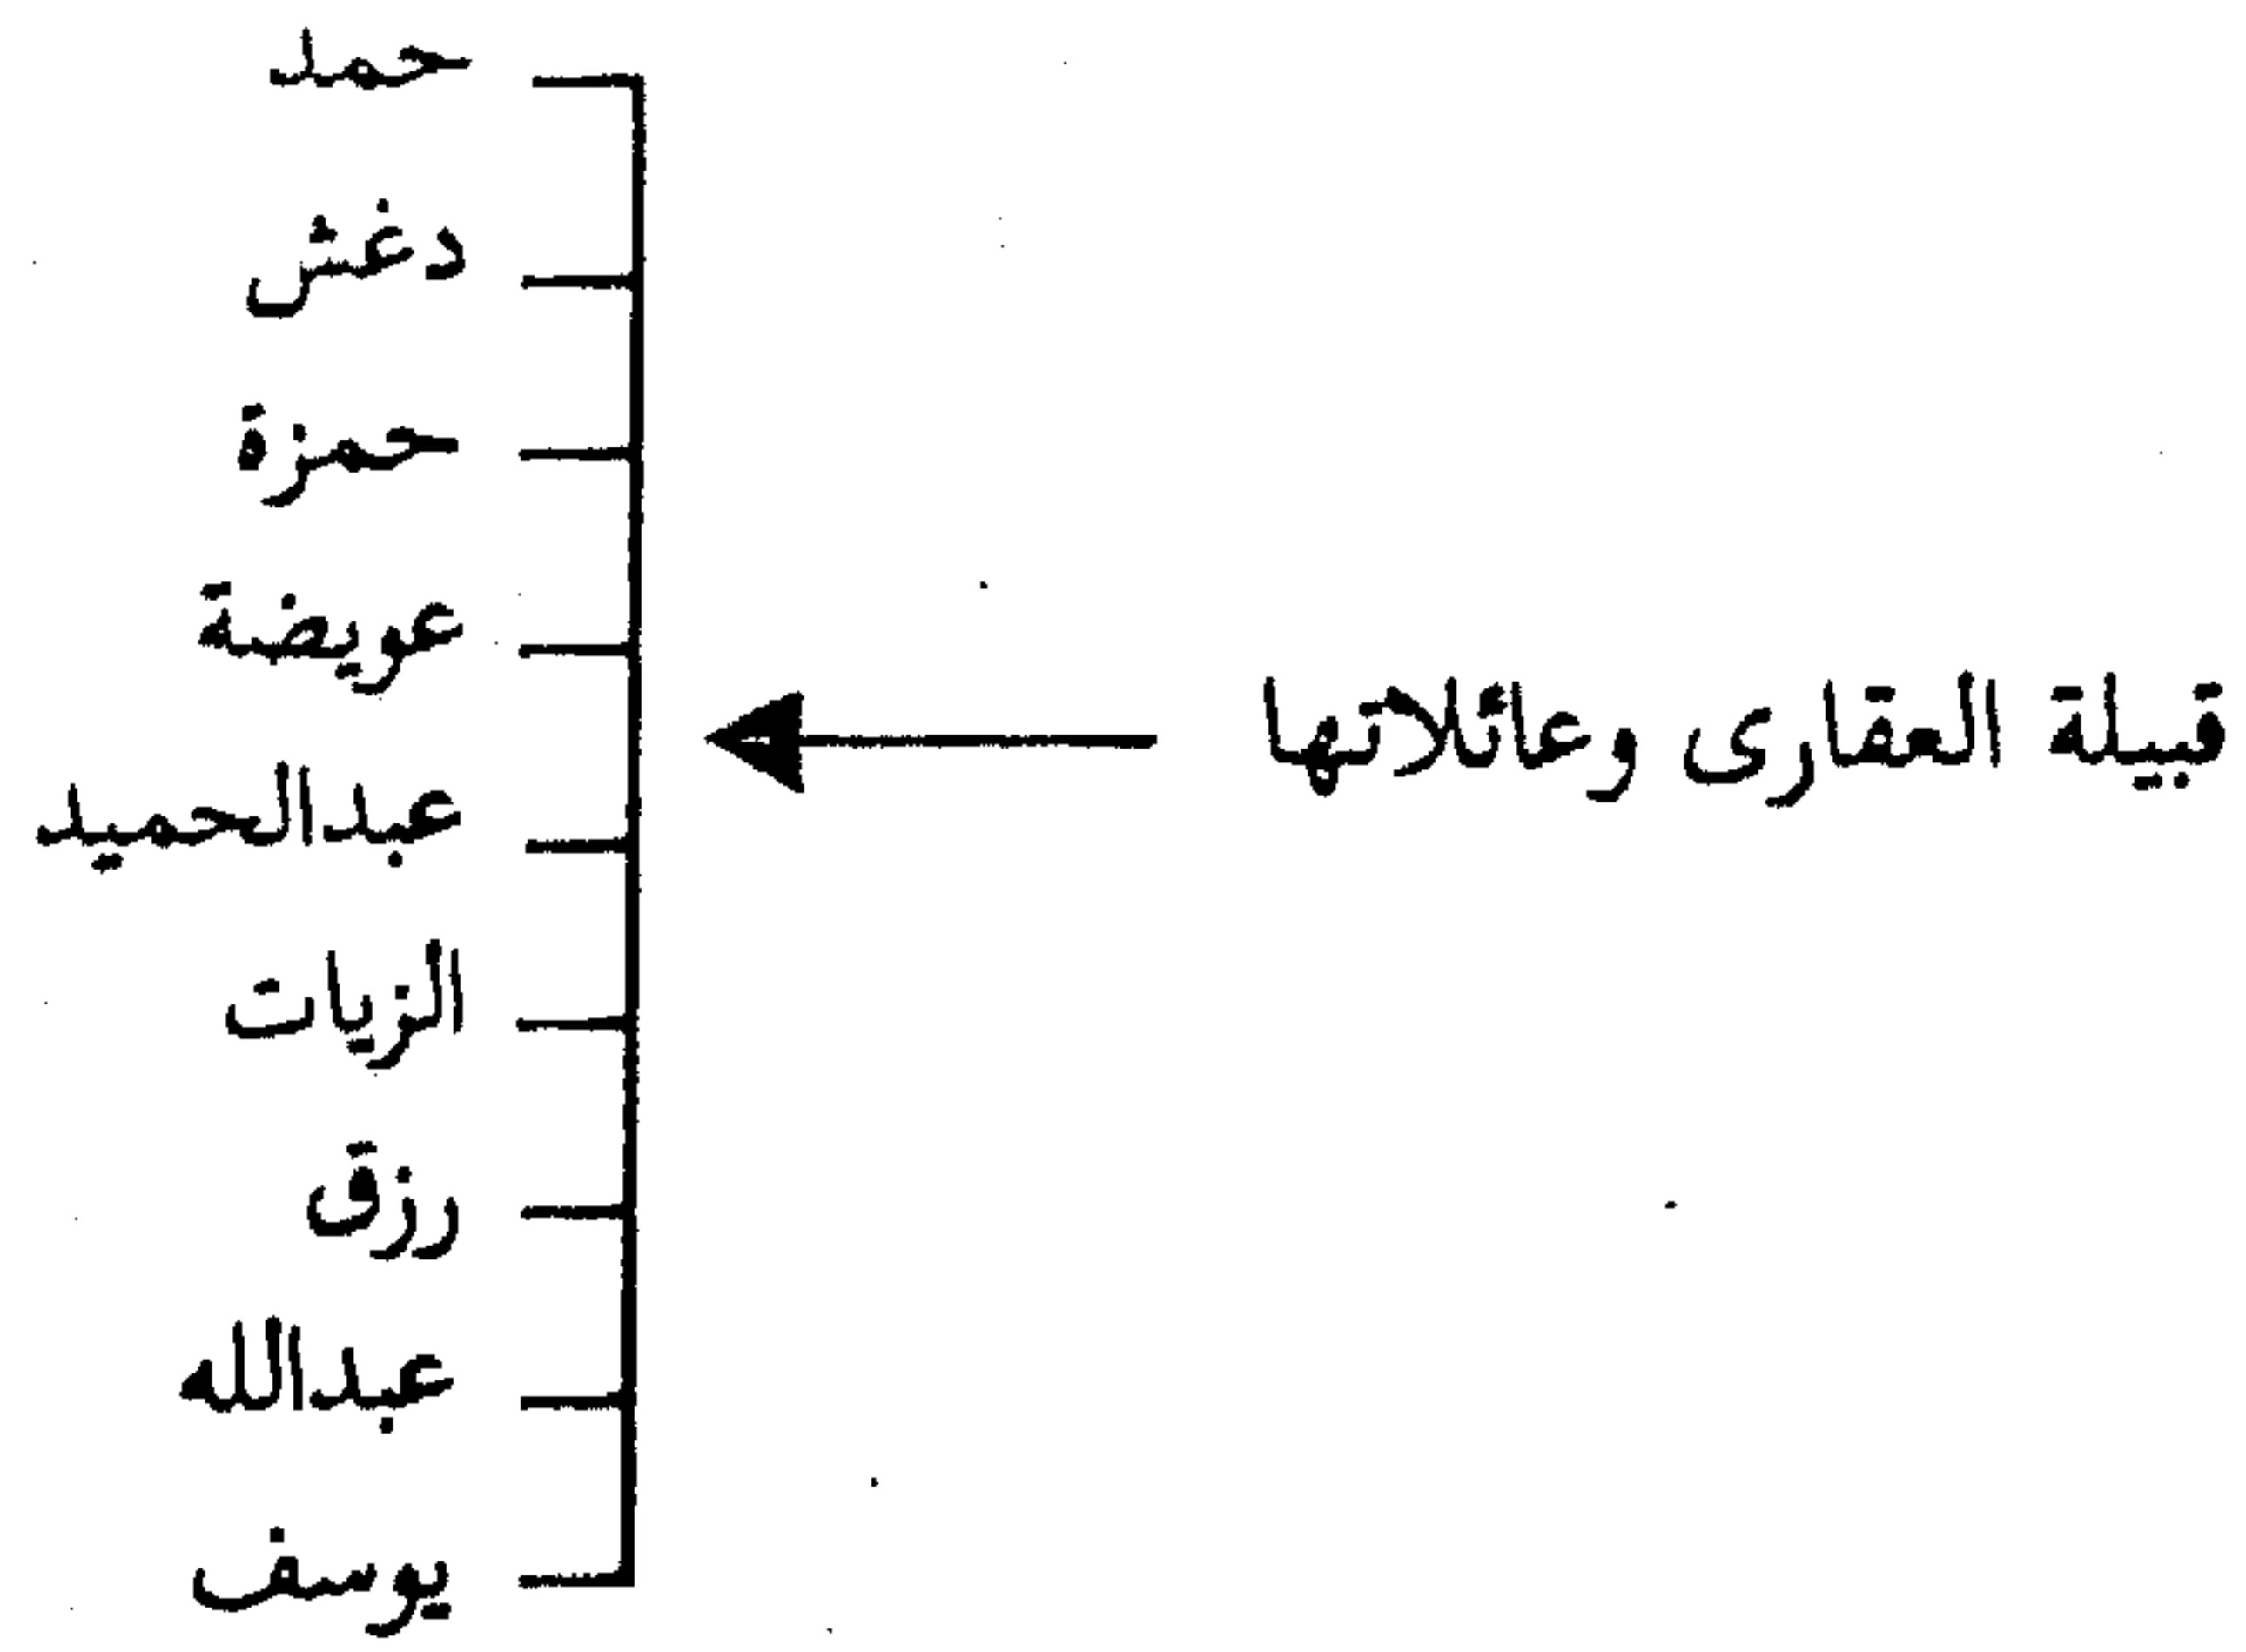 قبيلة العقارى وعائلاتها
حمد
دغش
حمزة
عويضة
عبدالحميد
الزيات
رزق
عبدالله
يوسف